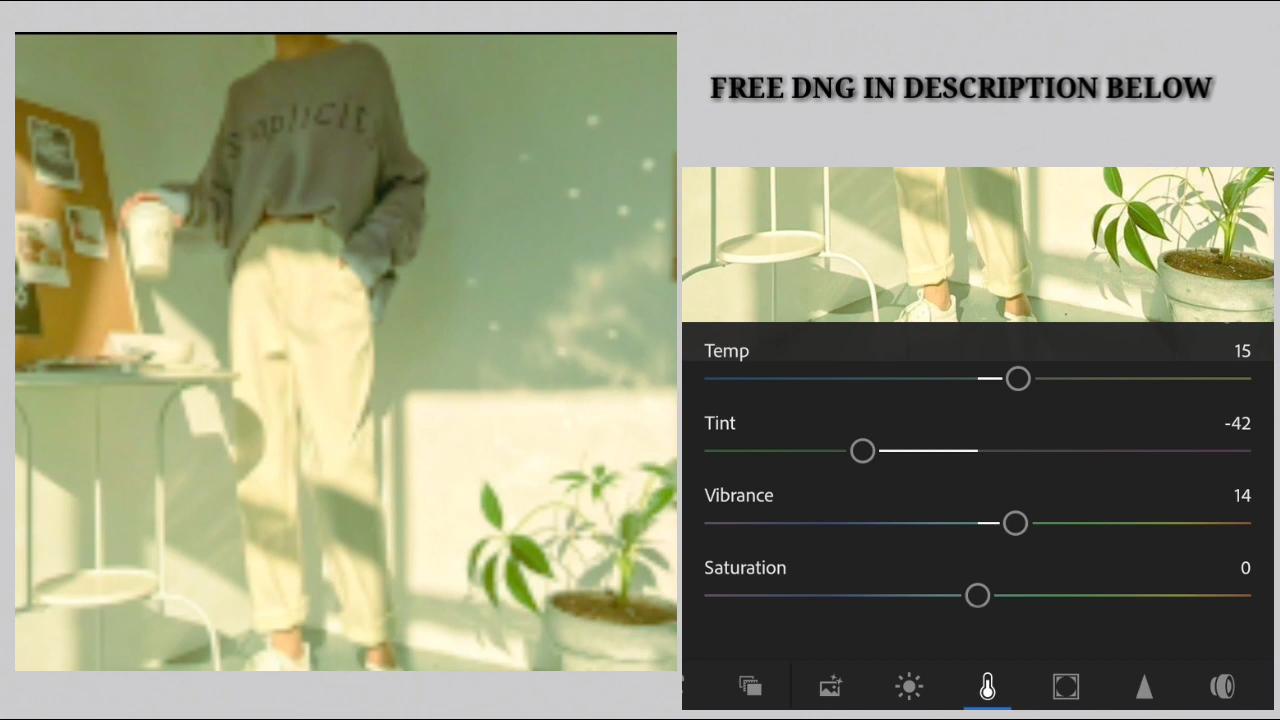 FREE DNG IN DESCRIPTION BELOW
Temp 15
Tint -42
Vibrance 14
Saturation 0